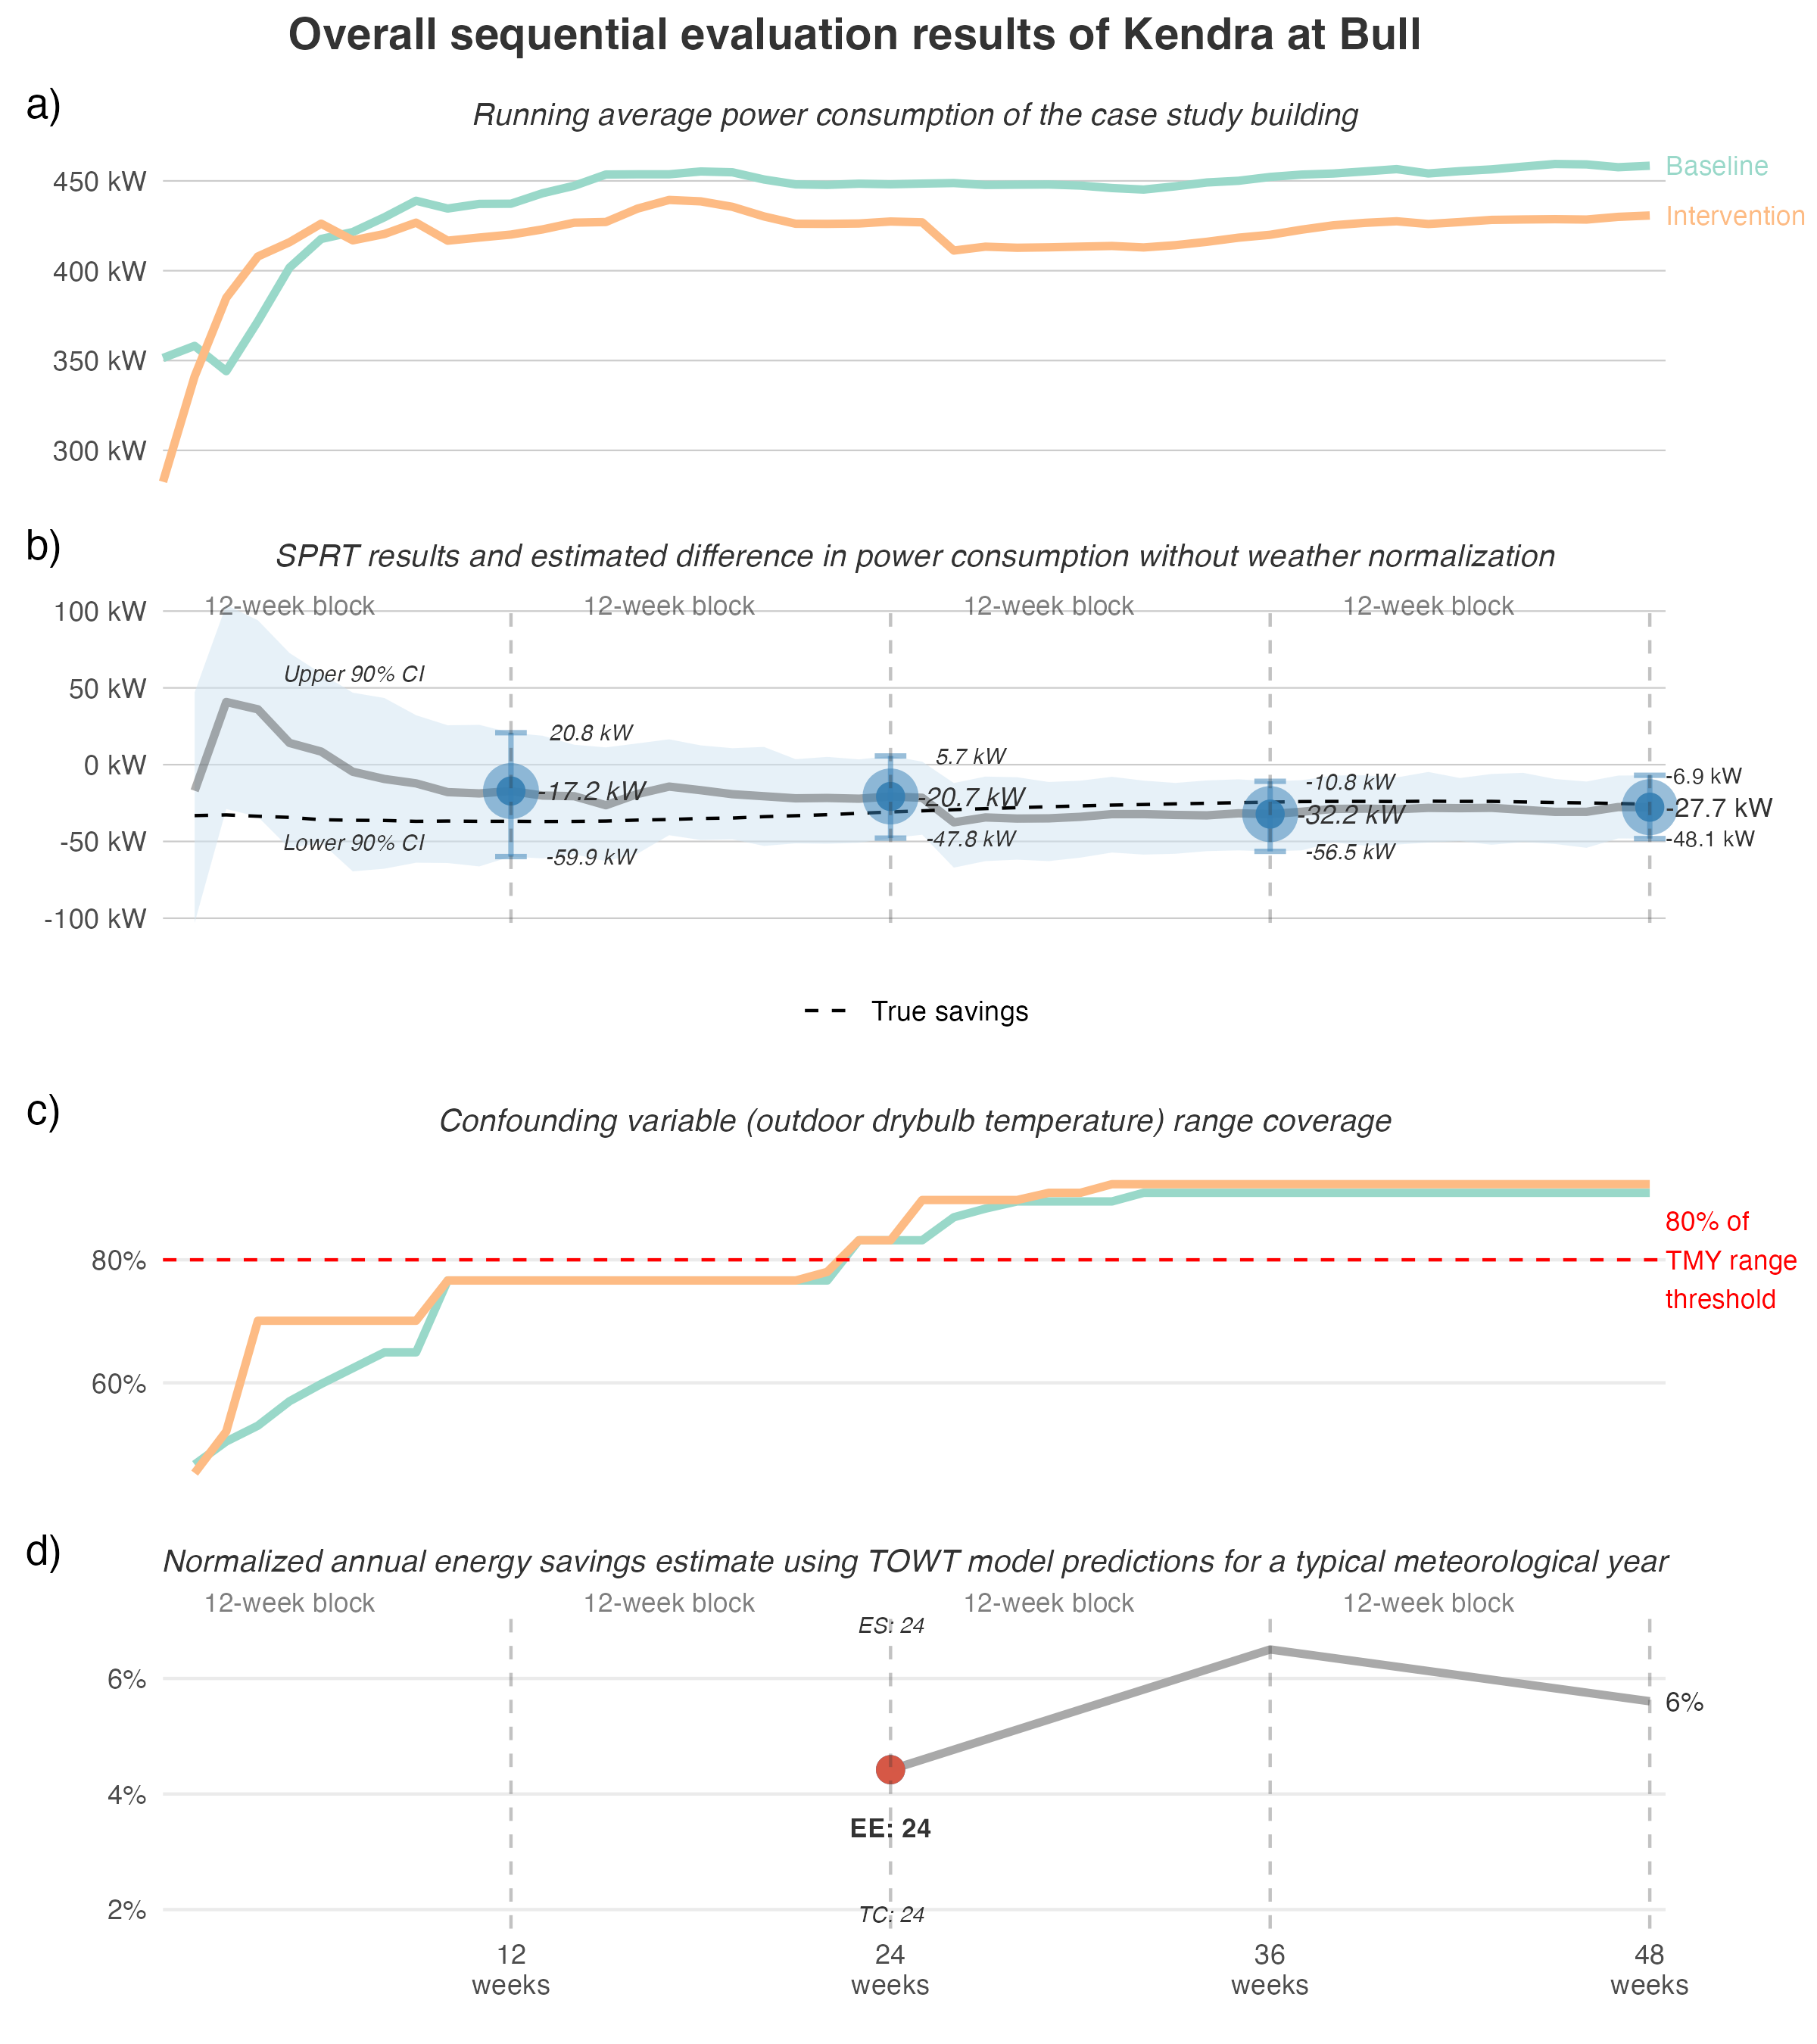 Overall sequential evaluation results of Kendra at Bull
a)
Running average power consumption of the case study building
450 kW
400 kW
350 kW
300 kW
Baseline
Intervention
b)
SPRT results and estimated difference in power consumption without weather normalization
12-week block
12-week block
12-week block
12-week block
100 kW
50 kW
0 kW
-50 kW
-100 kW
Upper 90% CI
Lower 90% CI
20.8 kW
-17.2 kW
-59.9 kW
5.7 kW
-20.7 kW
-47.8 kW
-10.8 kW
-32.2 kW
-56.5 kW
-6.9 kW
-27.7 kW
-48.1 kW
True savings
c)
Confounding variable (outdoor drybulb temperature) range coverage
80%
60%
80% of
TMY range
threshold
d)
Normalized annual energy savings estimate using TOWT model predictions for a typical meteorological year
12-week block
12-week block
12-week block
12-week block
6%
4%
2%
ES: 24
EE: 24
TC: 24
6%
12
weeks
24
weeks
36
weeks
48
weeks